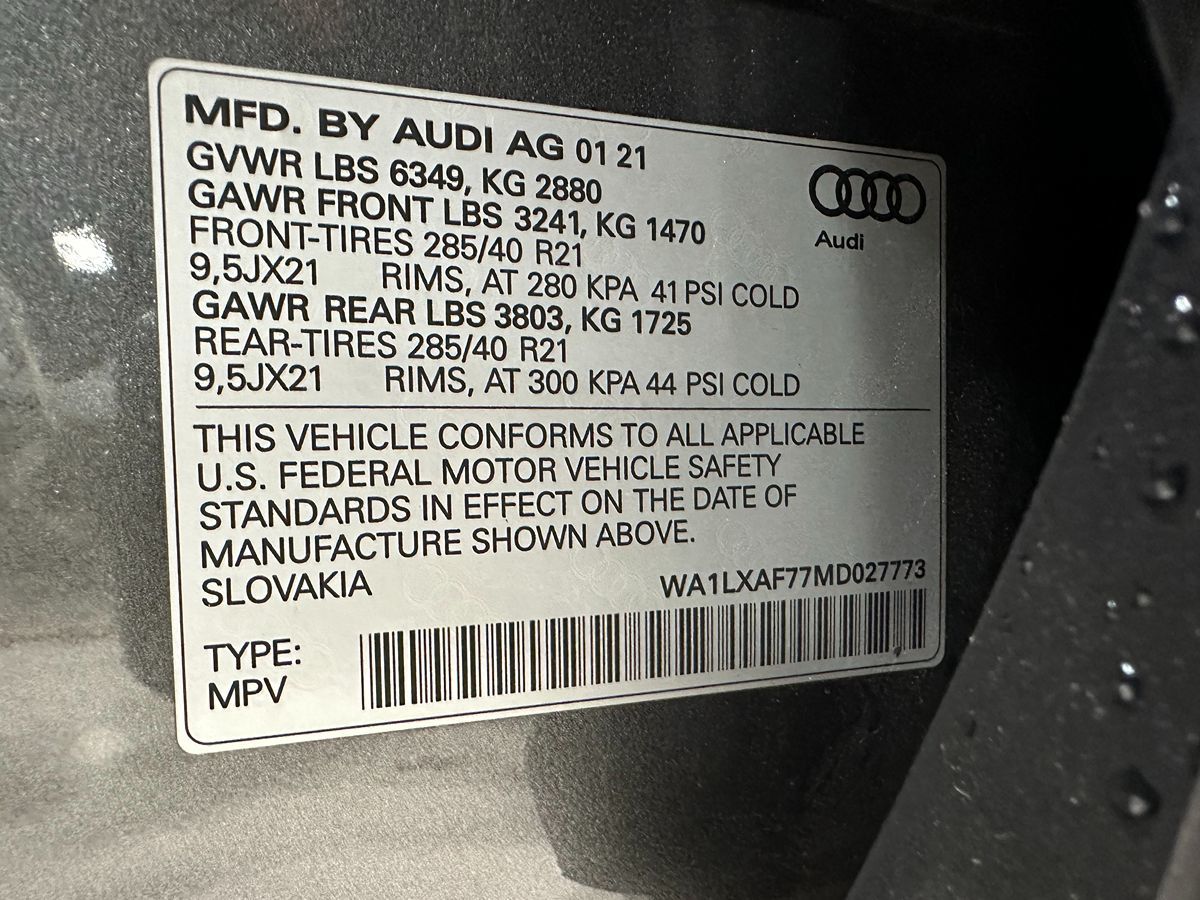 MFD. BY AUDI AG 01 21
GVWR LBS 6349, KG 2880
GAWR FRONT LBS 3241, KG 1470
FRONT-TIRES 285/40 R21
9,5JX21 RIMS, AT 280 KPA 41 PSI COLD
GAWR REAR LBS 3803, KG 1725
REAR-TIRES 285/40 R21
9,5JX21 RIMS, AT 300 KPA 44 PSI COLD
Audi
THIS VEHICLE CONFORMS TO ALL APPLICABLE
U.S. FEDERAL MOTOR VEHICLE SAFETY
STANDARDS IN EFFECT ON THE DATE OF
MANUFACTURE SHOWN ABOVE.
SLOVAKIA WA1LXAF77MD027773
TYPE:
MPV